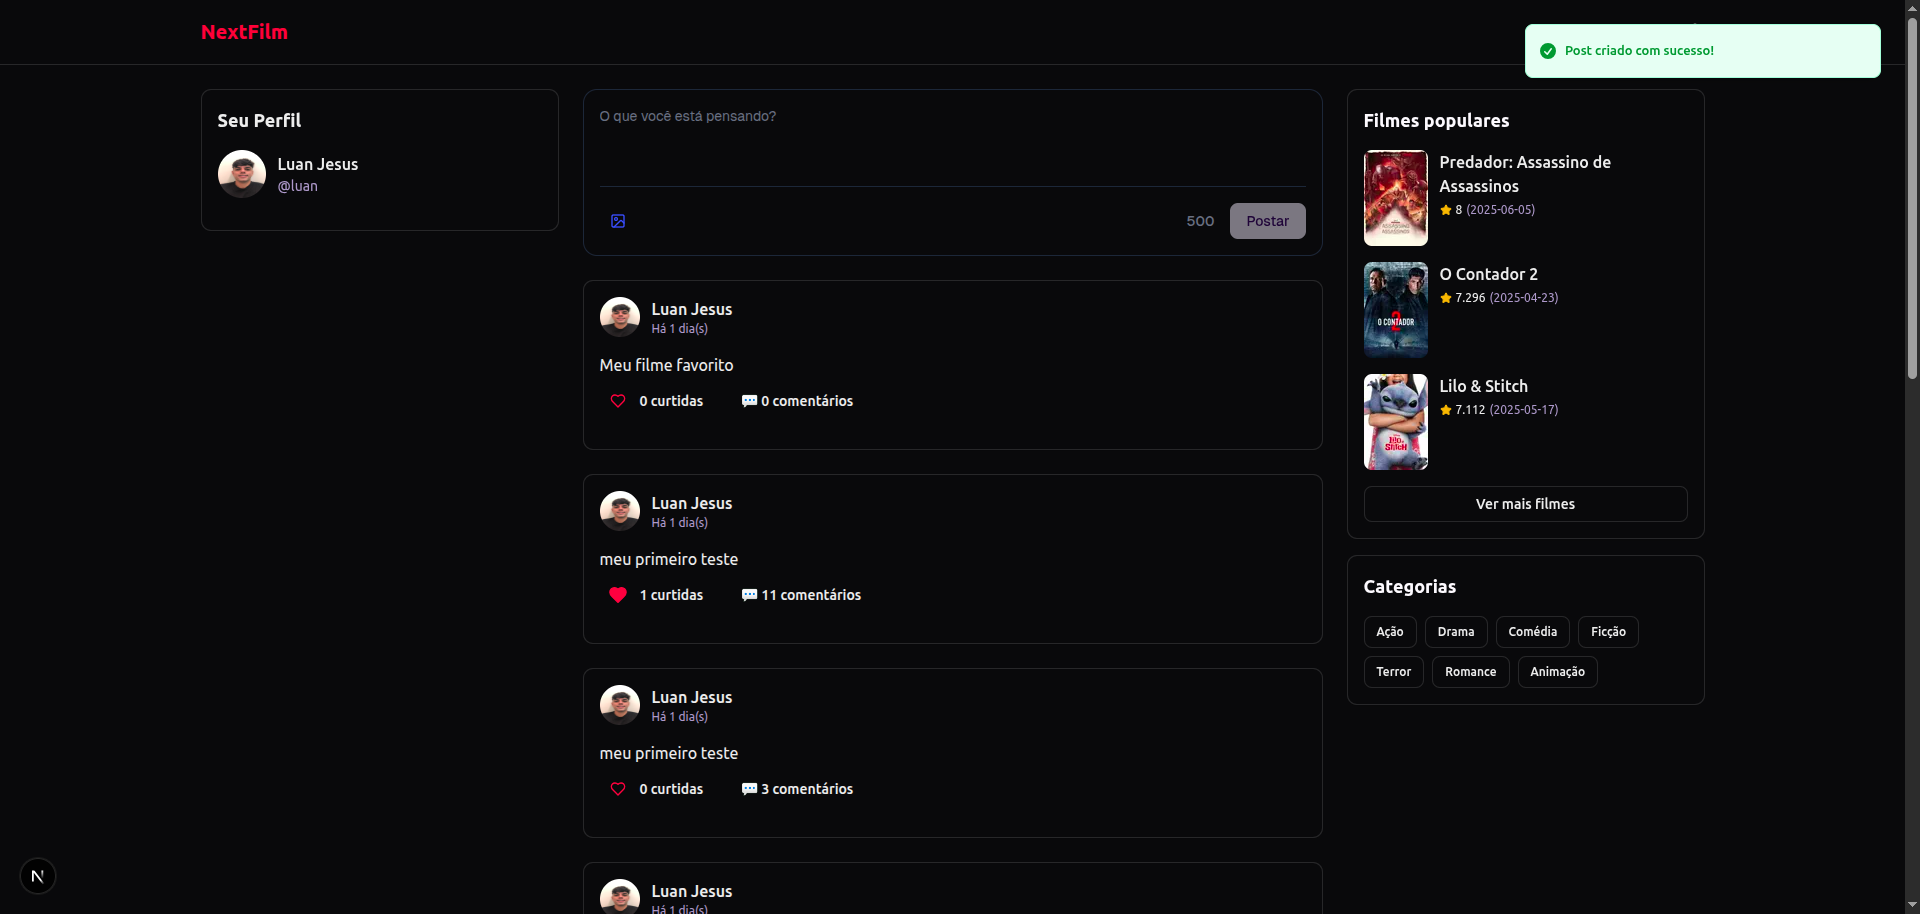 NextFilm
Post criado com sucesso!
Seu Perfil
Luan Jesus
@luan
O que você está pensando?
500
Postar
Luan Jesus
Há 1 dia(s)
Meu filme favorito
0 curtidas
0 comentários
Luan Jesus
Há 1 dia(s)
meu primeiro teste
1 curtidas
11 comentários
Luan Jesus
Há 1 dia(s)
meu primeiro teste
0 curtidas
3 comentários
Luan Jesus
Há 1 dia(s)
Filmes populares
Predador: Assassino de
Assassinos
8 (2025-06-05)
O CONTADOR
2
O Contador 2
7.296 (2025-04-23)
Lilo & Stitch
Lilo & Stitch
7.112 (2025-05-17)
Ver mais filmes
Categorias
Ação
Drama
Comédia
Ficção
Terror
Romance
Animação
N